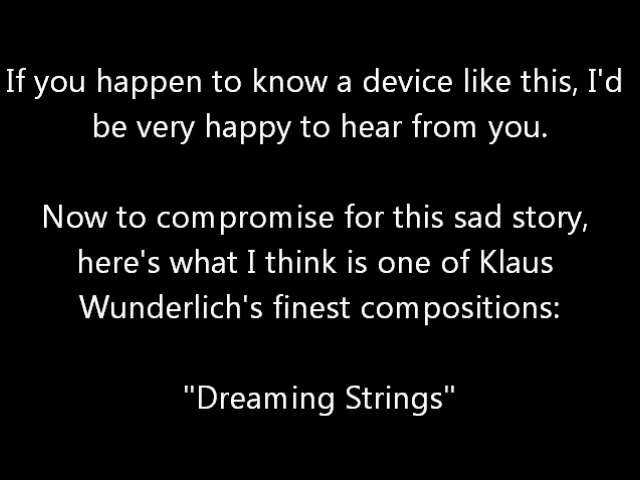 If you happen to know a device like this, I'd
be very happy to hear from you.
Now to compromise for this sad story,
here's what I think is one of Klaus
Wunderlich's finest compositions:
"Dreaming Strings"